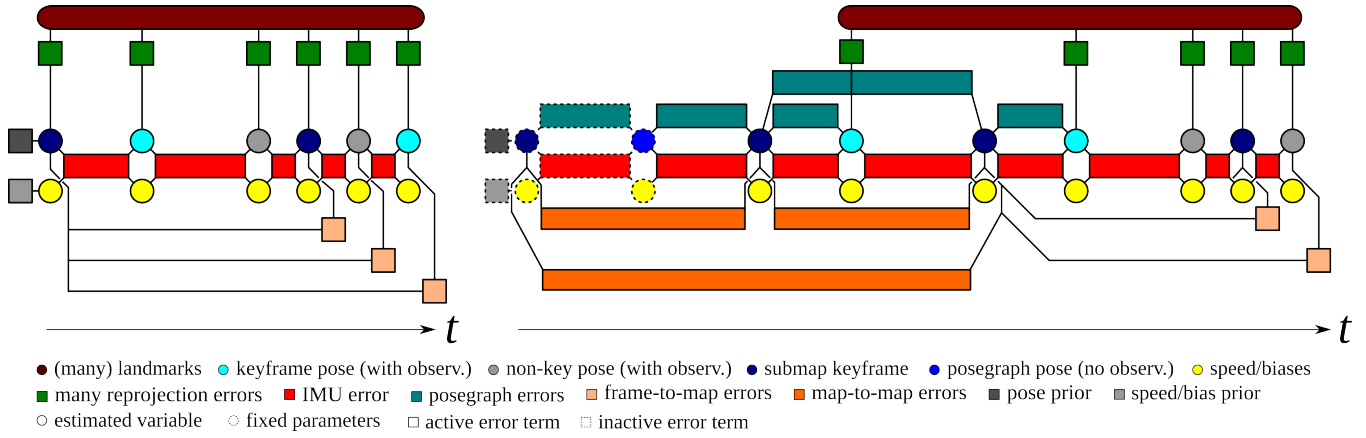 t t
(many) landmarks keyframe pose (with observ.) non-key pose (with observ.) submap keyframe posegraph pose (no observ.) speed/biases
many reprojection errors IMU error posegraph errors frame-to-map errors map-to-map errors pose prior speed/bias prior
estimated variable fixed parameters active error term inactive error term